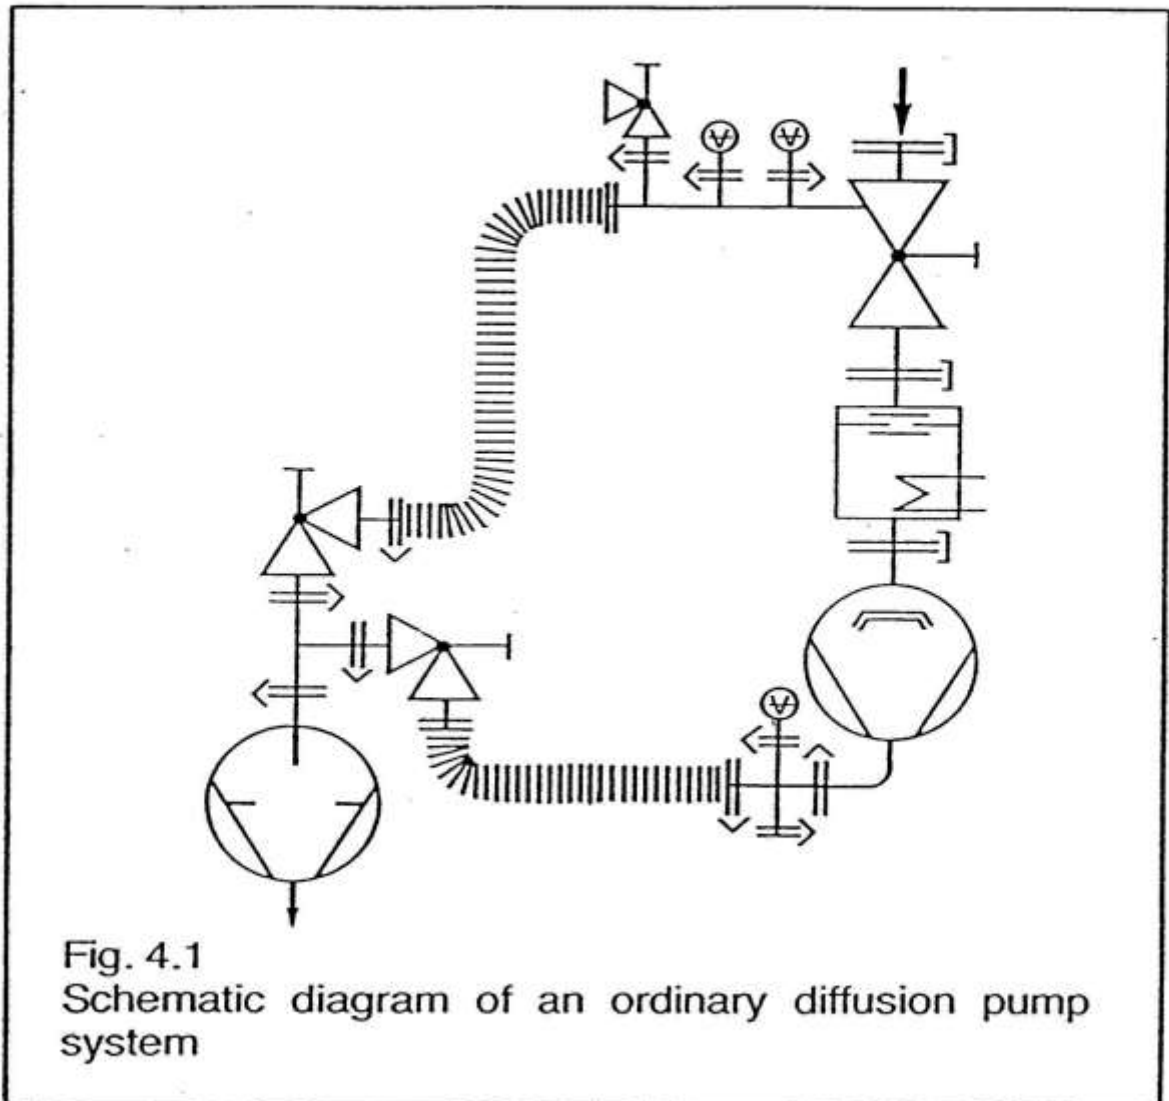 Fig. 4.1
Schematic diagram of an ordinary diffusion pump
system